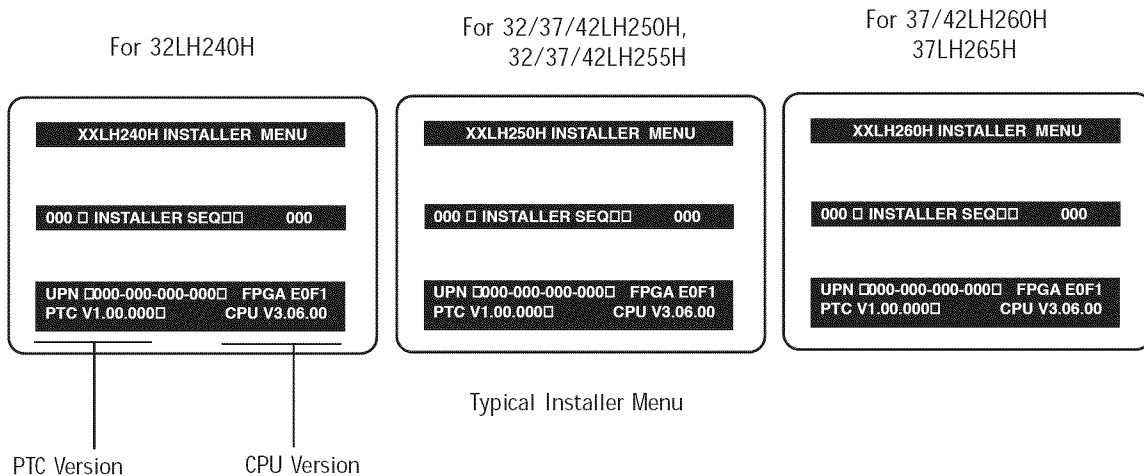 For 32LH240H
XXLH240H INSTALLER MENU
000 □ INSTALLER SEQ□□ 000
UPN □000-000-000-000□ FPGA E0F1
PTC V1.00.000□ CPU V3.06.00
PTC Version
CPU Version
For 32/37/42LH250H,
32/37/42LH255H
XXLH250H INSTALLER MENU
000 □ INSTALLER SEQ□□ 000
UPN □000-000-000-000□ FPGA E0F1
PTC V1.00.000□ CPU V3.06.00
Typical Installer Menu
For 37/42LH260H
37LH265H
XXLH260H INSTALLER MENU
000 □ INSTALLER SEQ□□ 000
UPN □000-000-000-000□ FPGA E0F1
PTC V1.00.000□ CPU V3.06.00